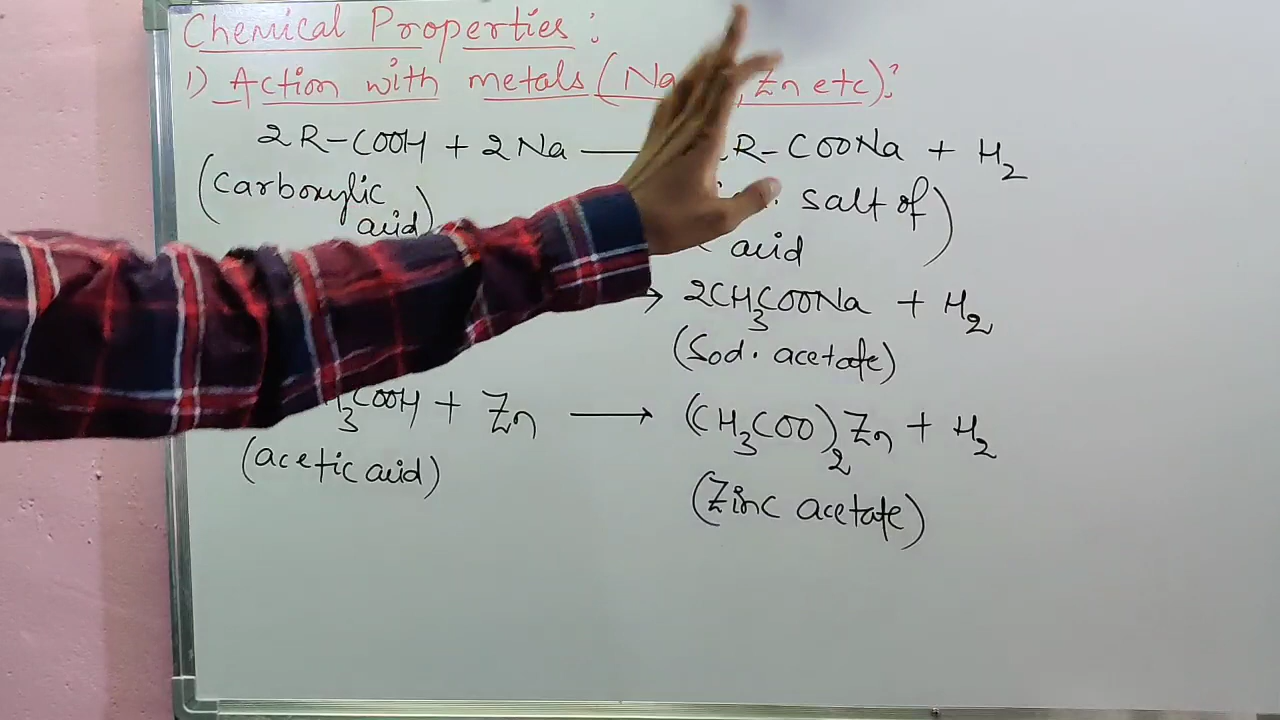 Chemical Properties:
1) Action with metals (Na , Zn etc):
2R-COOH + 2Na — R-COONa + H₂
(Carboxylic
acid)
salt of
acid)
→ 2CH₃COONa + H₂
(Sod. acetate)
₃COOH + Zn → (CH₃COO)₂Zn + H₂
(acetic acid)
(Zinc acetate)